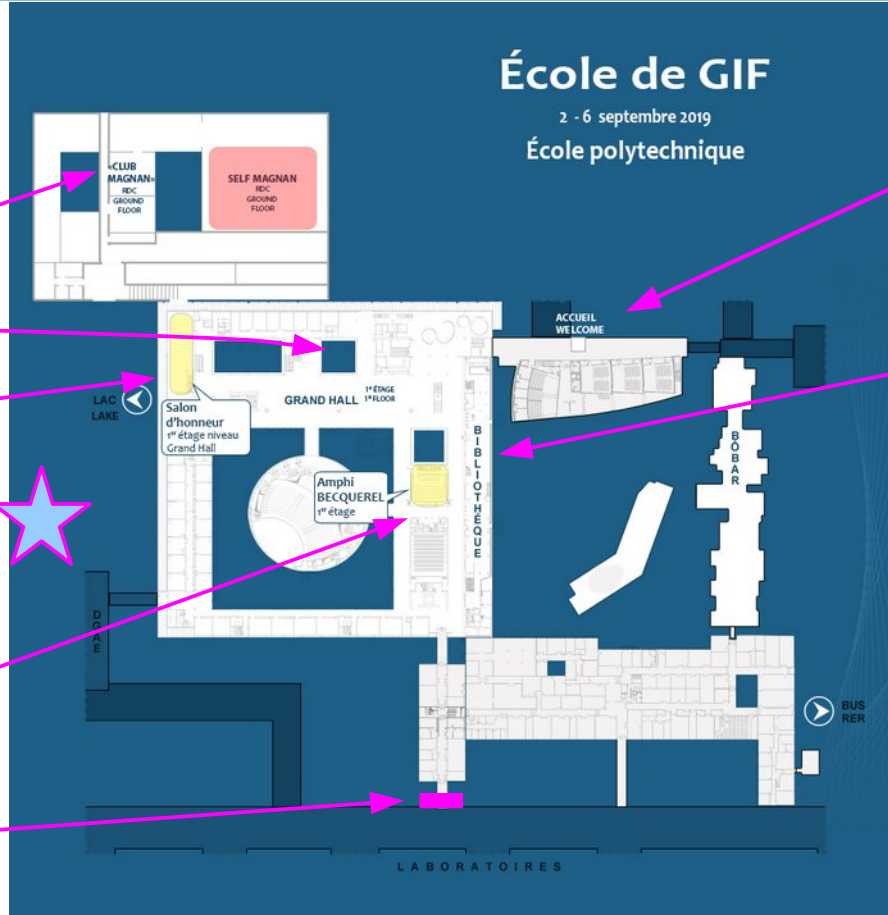 École de GIF
2 - 6 septembre 2019
École polytechnique
«CLUB
MAGNAN»
RDC
GROUND
FLOOR
SELF MAGNAN
RDC
GROUND
FLOOR
ACCUEIL
WELCOME
LAC
LAKE
GRAND HALL
1er ÉTAGE
1st FLOOR
Salon
d'honneur
1er étage niveau
Grand Hall
Amphi
BECQUEREL
1er étage
BIBLIOTHÈQUE
BÔBAR
DGAE
BUS
RER
LABORATOIRES